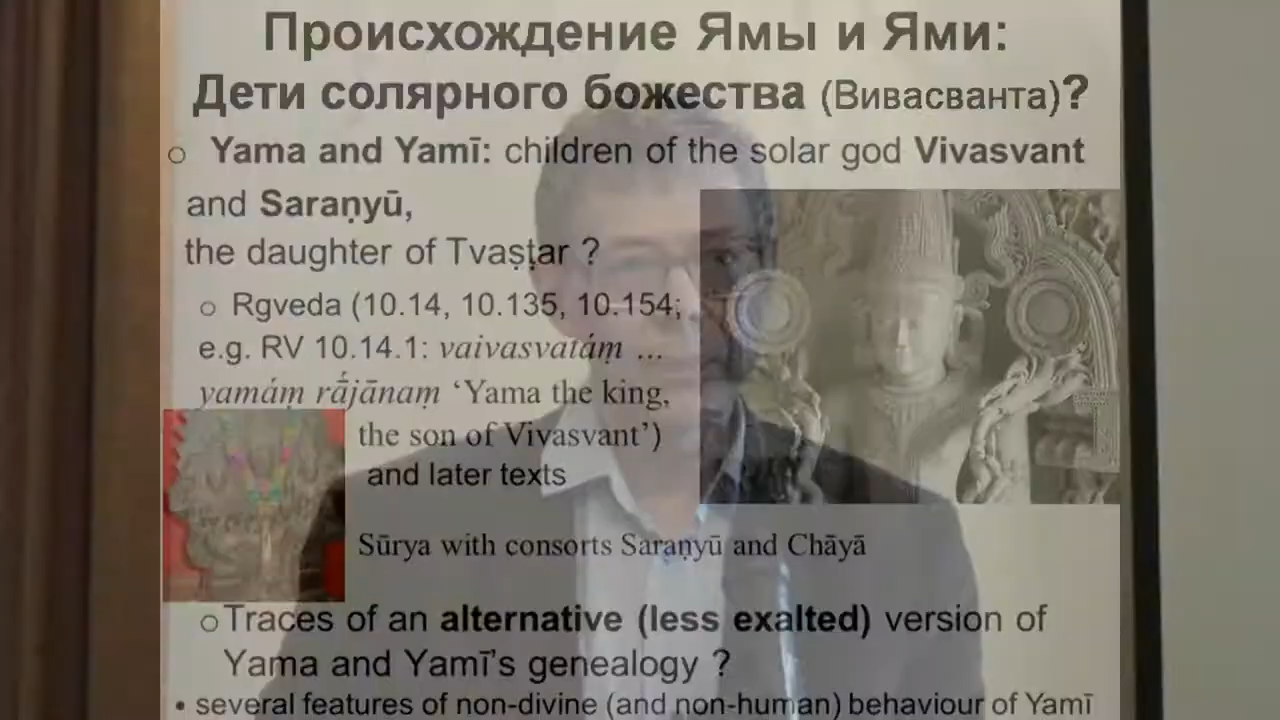 Происхождение Ямы и Ями:
Дети солярного божества (Вивасванта)?
○ Yama and Yamī: children of the solar god Vivasvant
and Saraṇyū,
the daughter of Tvaṣṭar ?
○ Rgveda (10.14, 10.135, 10.154;
e.g. RV 10.14.1: vaivasvatáṃ ...
yamáṃ rā́jānaṃ ‘Yama the king,
the son of Vivasvant’)
and later texts
Sūrya with consorts Saraṇyū and Chāyā
○ Traces of an alternative (less exalted) version of
Yama and Yamī’s genealogy ?
• several features of non-divine (and non-human) behaviour of Yamī